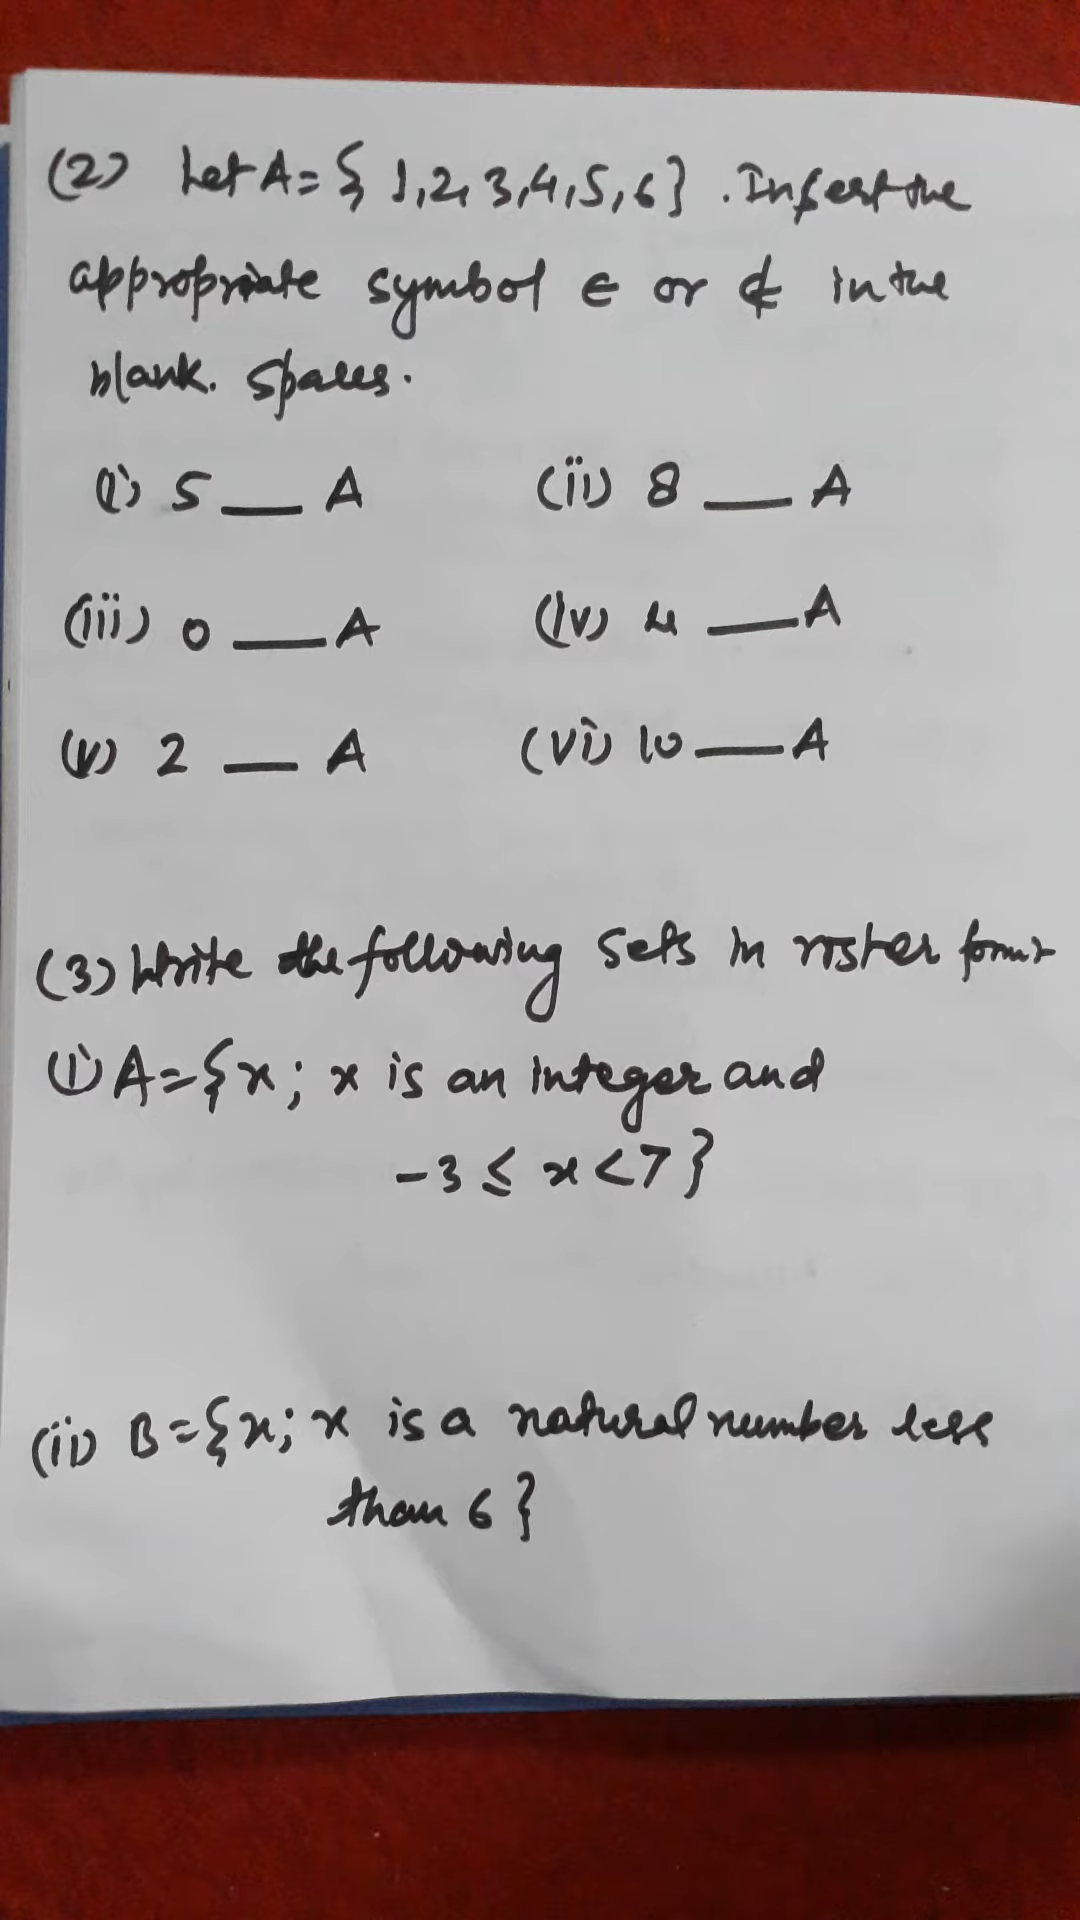 (2) Let A = { 1, 2, 3, 4, 5, 6 } . Insert the
appropriate symbol ∈ or ∉ in the
blank. spaces.
(i) 5 __ A (ii) 8 __ A
(iii) 0 __ A (iv) 4 __ A
(v) 2 __ A (vi) 10 __ A
(3) Write the following sets in roster form:
(i) A = {x; x is an integer and
-3 ≤ x < 7 }
(ii) B = {x; x is a natural number less
than 6 }